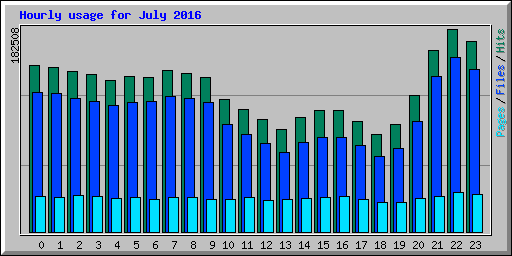 Hourly usage for July 2016
182508
Pages/Files/Hits
0 1 2 3 4 5 6 7 8 9 10 11 12 13 14 15 16 17 18 19 20 21 22 23